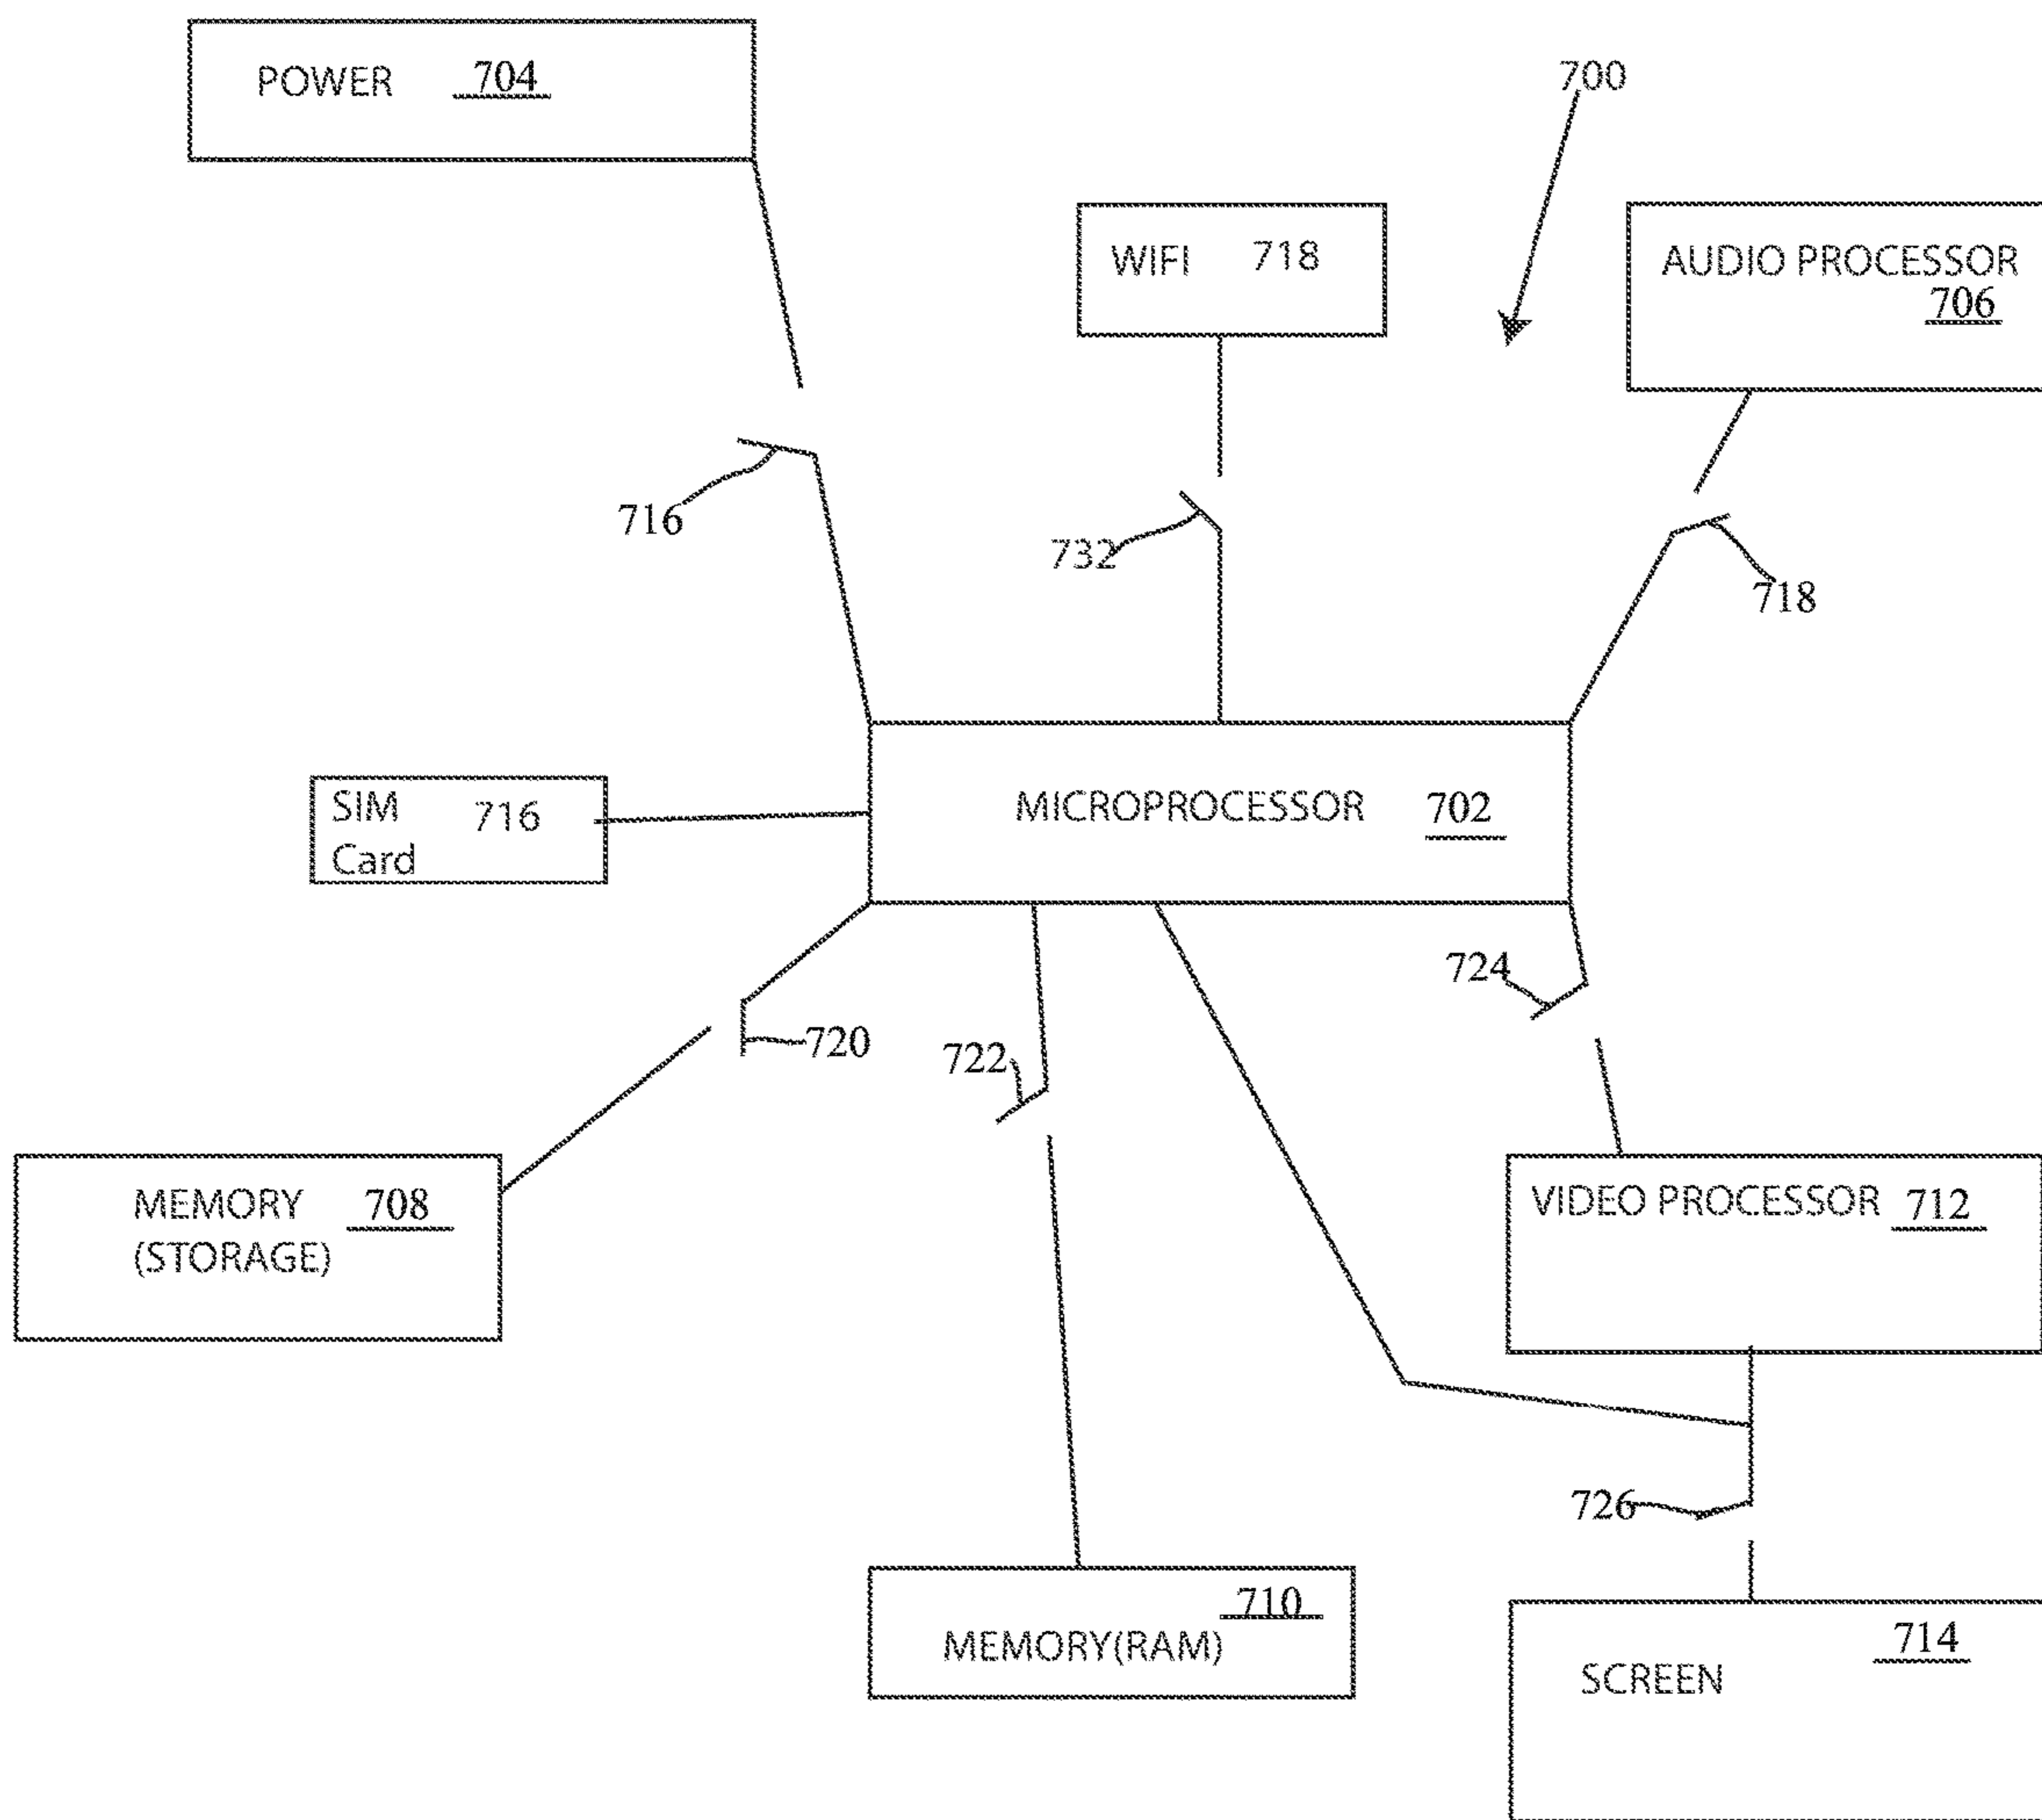 POWER 704
700
WIFI 718
AUDIO PROCESSOR
706
716
732
718
SIM 716
Card
MICROPROCESSOR 702
724
720
722
MEMORY 708
(STORAGE)
VIDEO PROCESSOR 712
726
710
MEMORY(RAM)
714
SCREEN